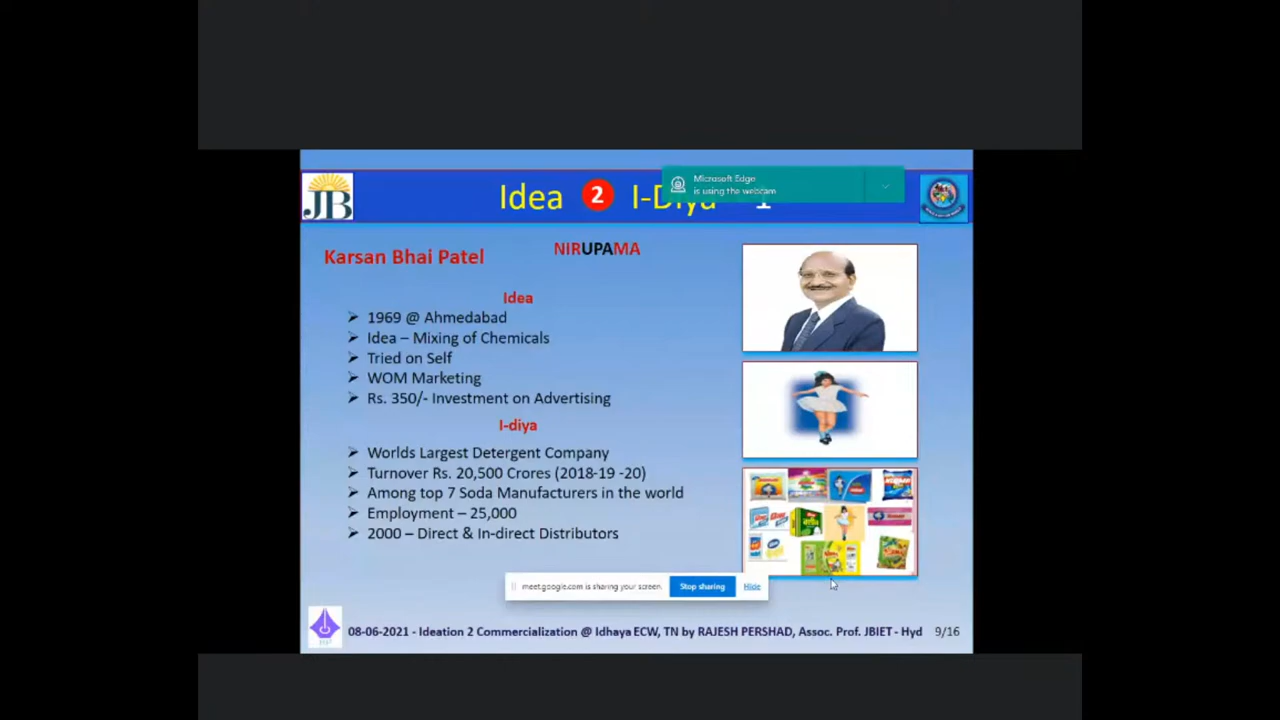 Idea 2 I-Diya 1
Microsoft Edge
is using the webcam
JB
Karsan Bhai Patel
NIRUPAMA
Idea
1969 @ Ahmedabad
Idea – Mixing of Chemicals
Tried on Self
WOM Marketing
Rs. 350/- Investment on Advertising
I-diya
Worlds Largest Detergent Company
Turnover Rs. 20,500 Crores (2018-19 -20)
Among top 7 Soda Manufacturers in the world
Employment – 25,000
2000 – Direct & In-direct Distributors
meet.google.com is sharing your screen.
Stop sharing
Hide
08-06-2021 - Ideation 2 Commercialization @ Idhaya ECW, TN by RAJESH PERSHAD, Assoc. Prof. JBIET - Hyd
9/16